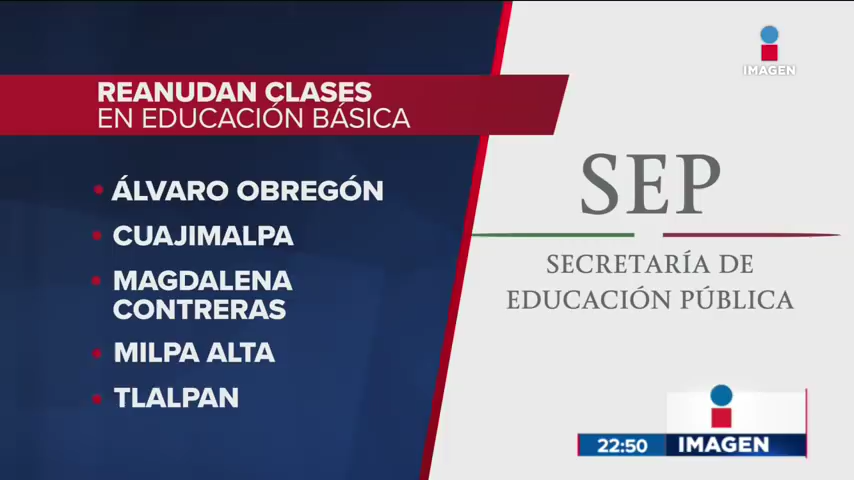 REANUDAN CLASES
EN EDUCACIÓN BÁSICA
• ÁLVARO OBREGÓN
• CUAJIMALPA
• MAGDALENA
CONTRERAS
• MILPA ALTA
• TLALPAN
IMAGEN
SEP
SECRETARÍA DE
EDUCACIÓN PÚBLICA
22:50 IMAGEN